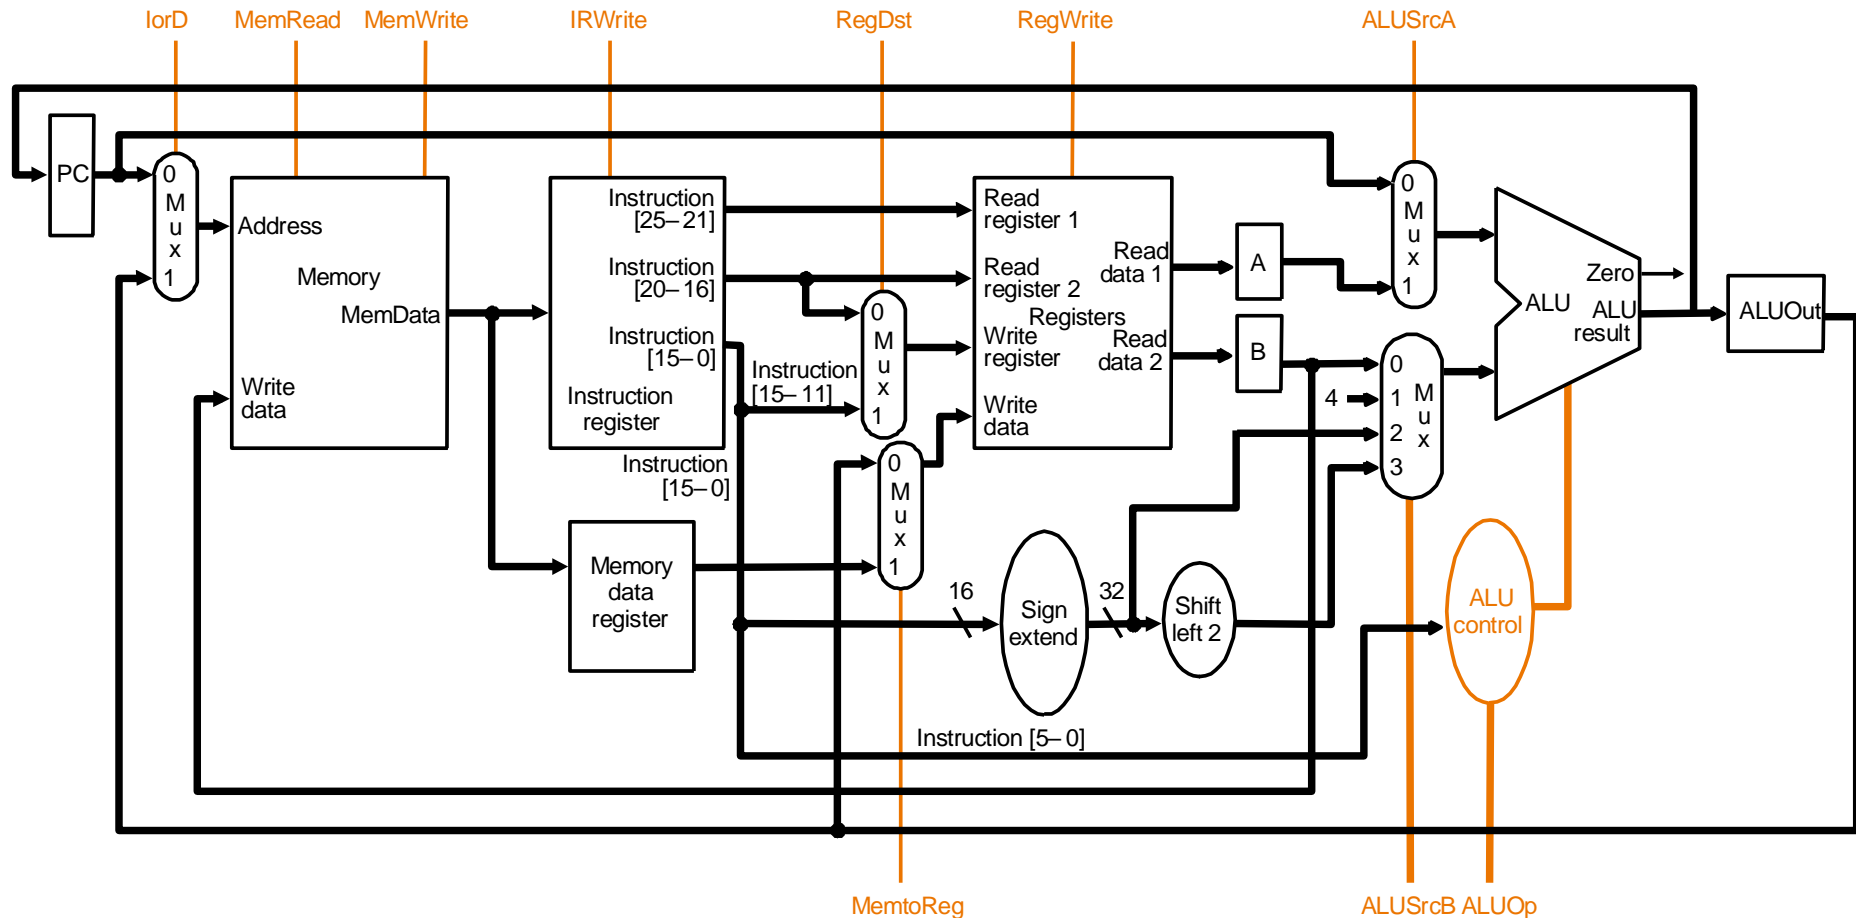 IorD MemRead MemWrite IRWrite RegDst RegWrite ALUSrcA
PC
0
M
u
x
1
Address
Memory
MemData
Write
data
Instruction
[25–21]
Instruction
[20–16]
Instruction
[15–0]
Instruction
register
Instruction
[15–11]
Instruction
[15–0]
Memory
data
register
0
M
u
x
1
0
M
u
x
1
Read
register 1
Read
register 2
Registers
Write
register
Write
data
Read
data 1
Read
data 2
A
B
4
0
M
u
x
1
0
1
2
3
M
u
x
ALU
Zero
ALU
result
ALUOut
16
Sign
extend
32
Shift
left 2
ALU
control
Instruction [5–0]
MemtoReg ALUSrcB ALUOp